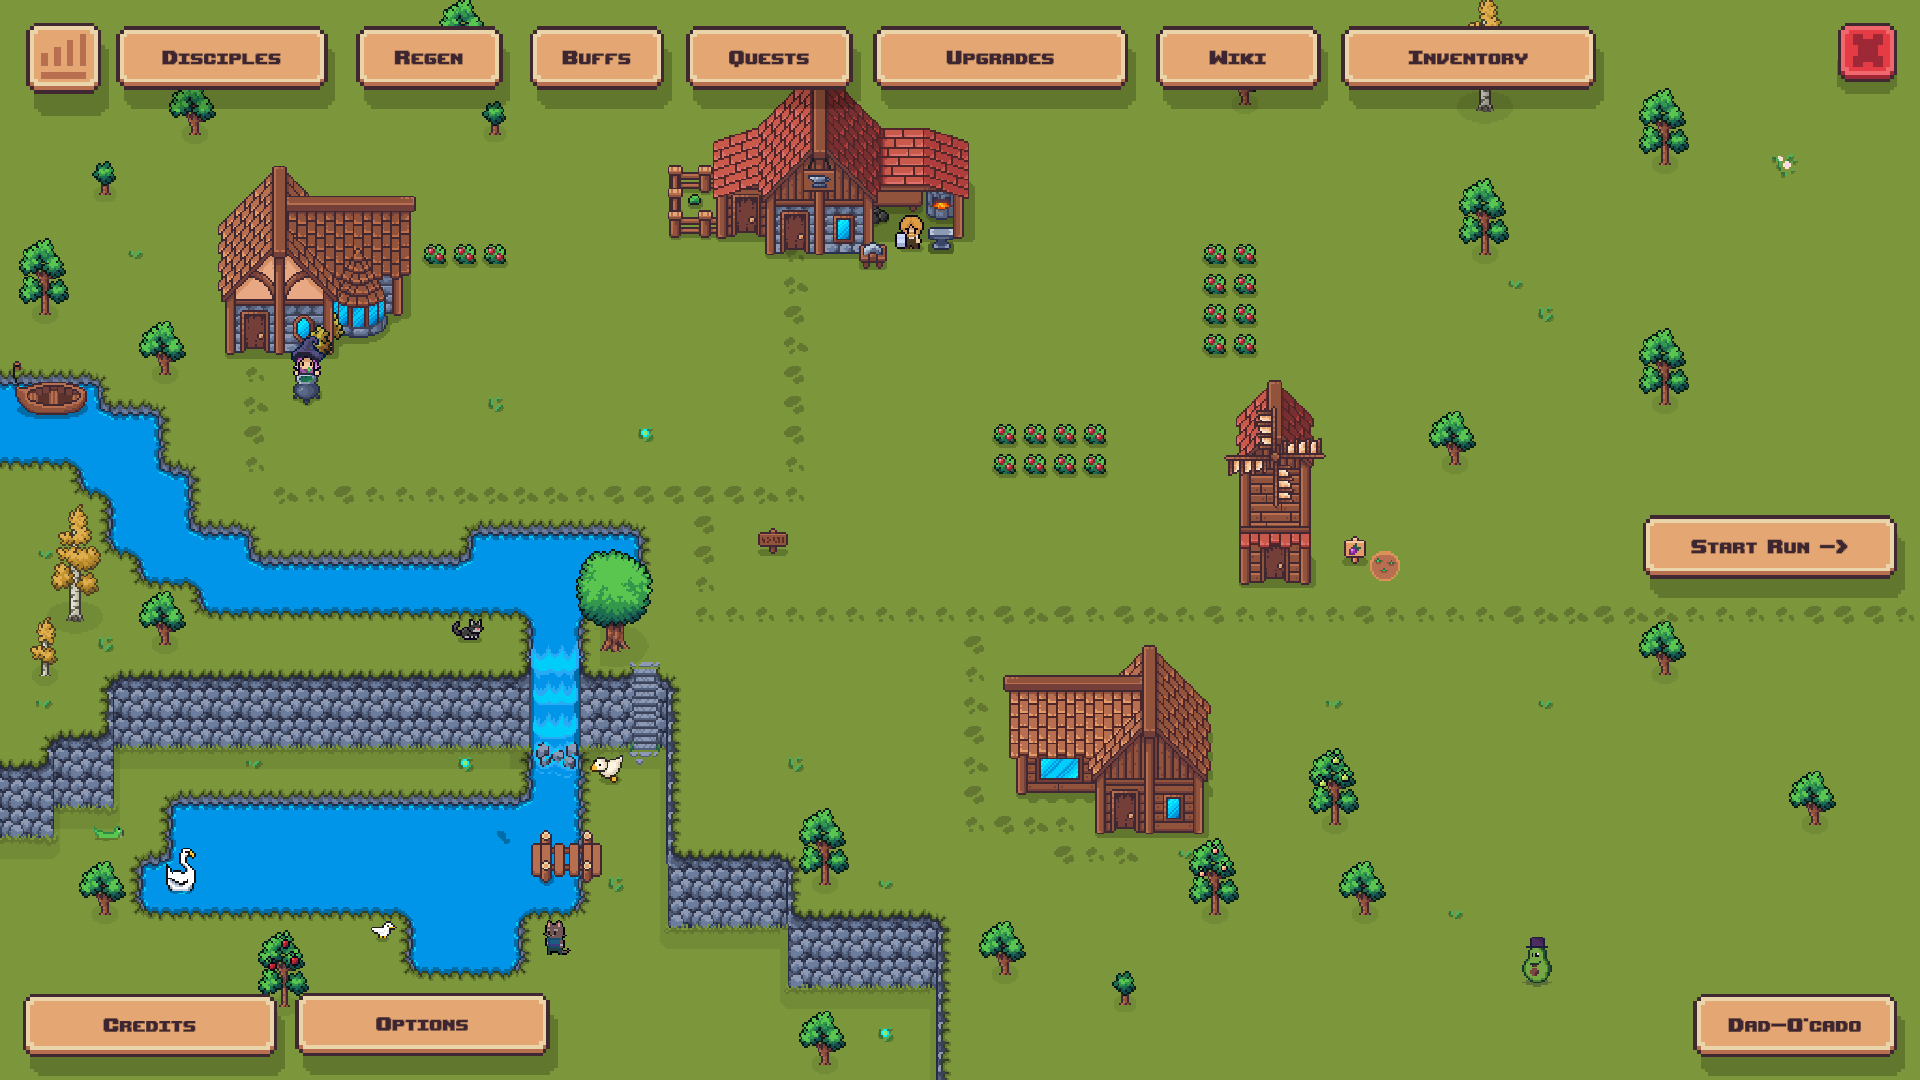 Disciples
Regen
Buffs
Quests
Upgrades
Wiki
Inventory
Start Run ->
Credits
Options
Dad-O'cado